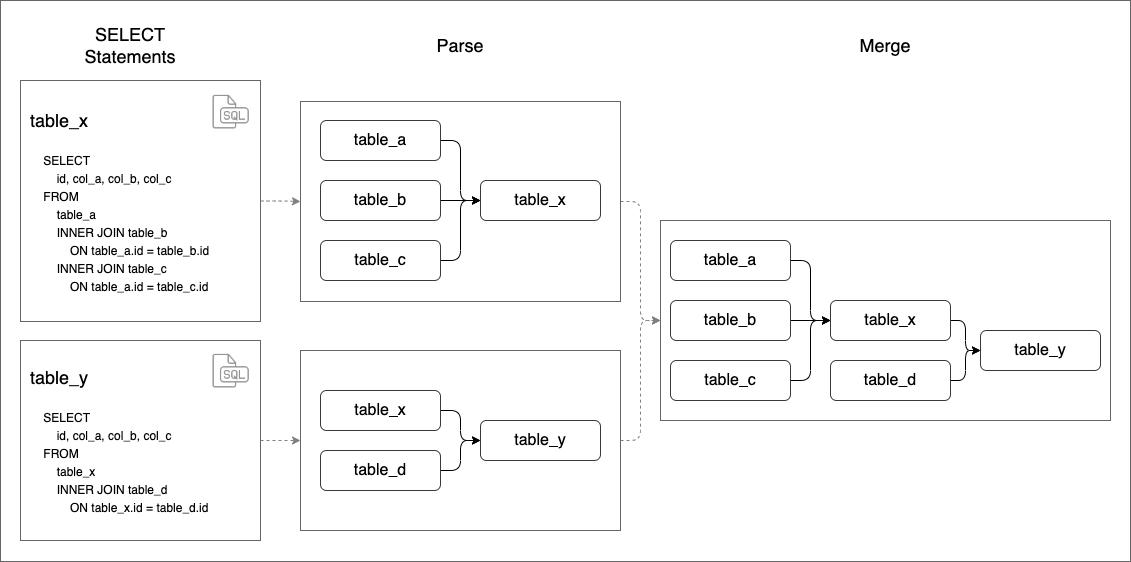 SELECT
Statements
Parse
Merge
table_x
SQL
SELECT
id, col_a, col_b, col_c
FROM
table_a
INNER JOIN table_b
ON table_a.id = table_b.id
INNER JOIN table_c
ON table_a.id = table_c.id
table_y
SQL
SELECT
id, col_a, col_b, col_c
FROM
table_x
INNER JOIN table_d
ON table_x.id = table_d.id
table_a
table_b
table_x
table_c
table_x
table_y
table_d
table_a
table_b
table_x
table_y
table_c
table_d